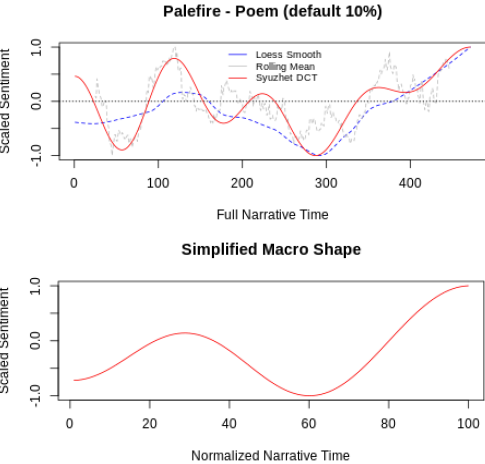 Palefire - Poem (default 10%)
Scaled Sentiment
1.0
0.0
-1.0
Loess Smooth
Rolling Mean
Syuzhet DCT
0 100 200 300 400
Full Narrative Time
Simplified Macro Shape
Scaled Sentiment
1.0
0.0
-1.0
0 20 40 60 80 100
Normalized Narrative Time